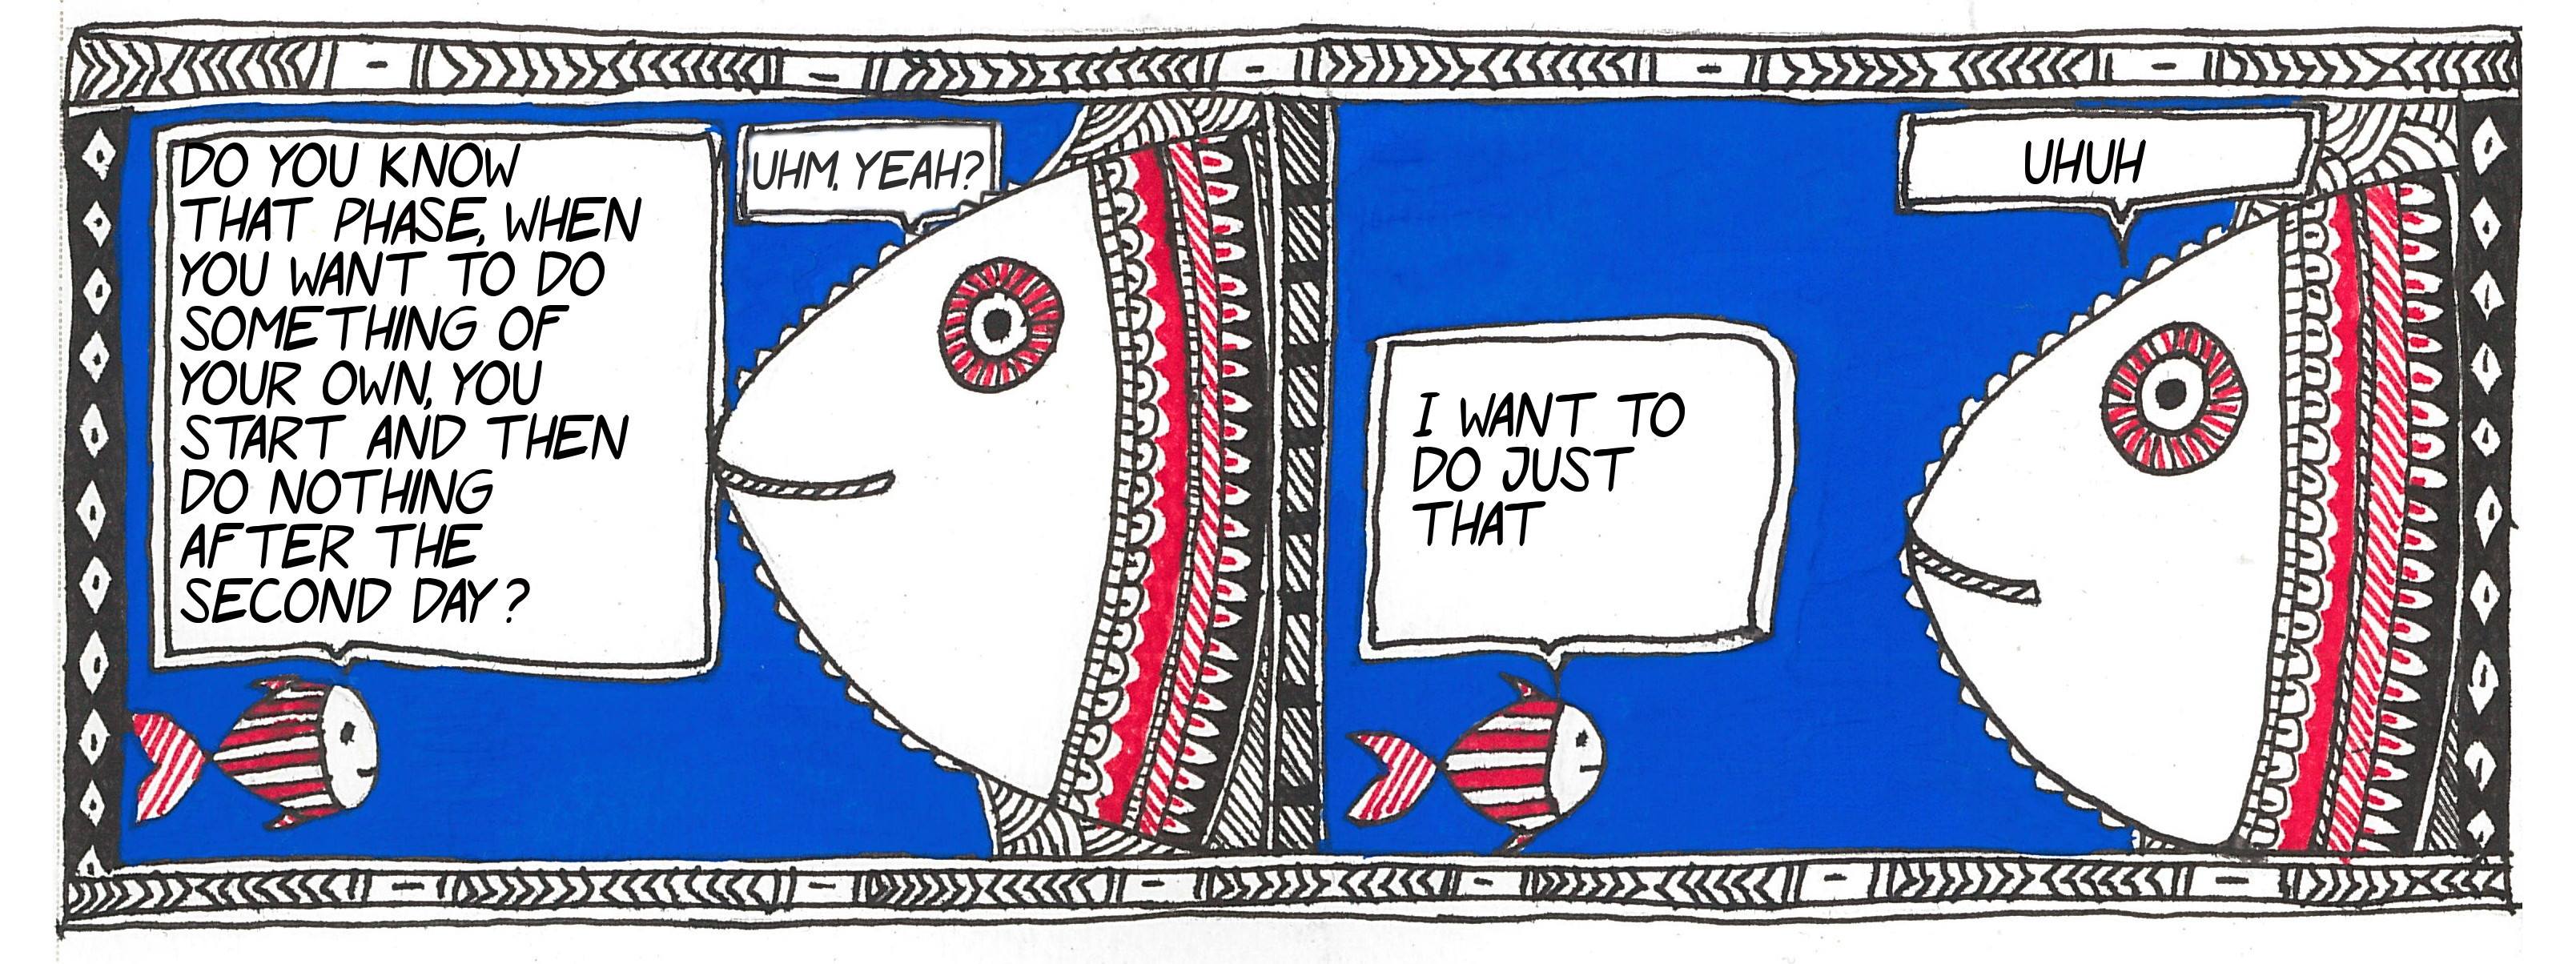 DO YOU KNOW
THAT PHASE, WHEN
YOU WANT TO DO
SOMETHING OF
YOUR OWN, YOU
START AND THEN
DO NOTHING
AFTER THE
SECOND DAY?
UHM, YEAH?
I WANT TO
DO JUST
THAT
UHUH